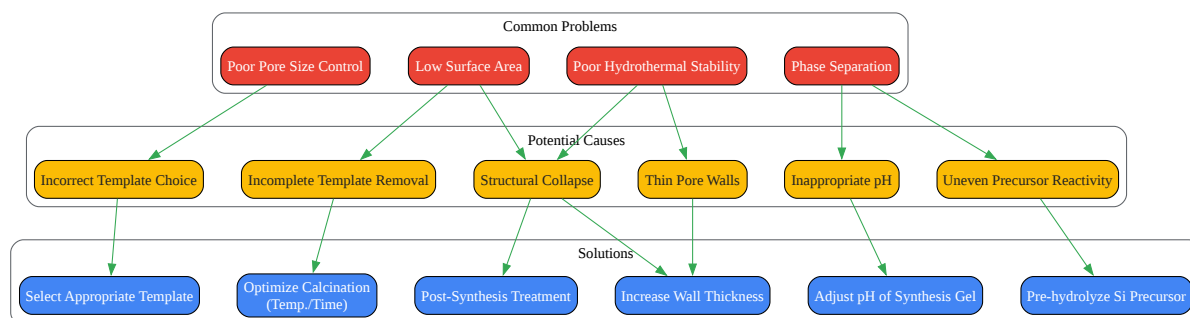 Common Problems
Poor Pore Size Control
Low Surface Area
Poor Hydrothermal Stability
Phase Separation
Potential Causes
Incorrect Template Choice
Incomplete Template Removal
Structural Collapse
Thin Pore Walls
Inappropriate pH
Uneven Precursor Reactivity
Solutions
Select Appropriate Template
Optimize Calcination
(Temp./Time)
Post-Synthesis Treatment
Increase Wall Thickness
Adjust pH of Synthesis Gel
Pre-hydrolyze Si Precursor